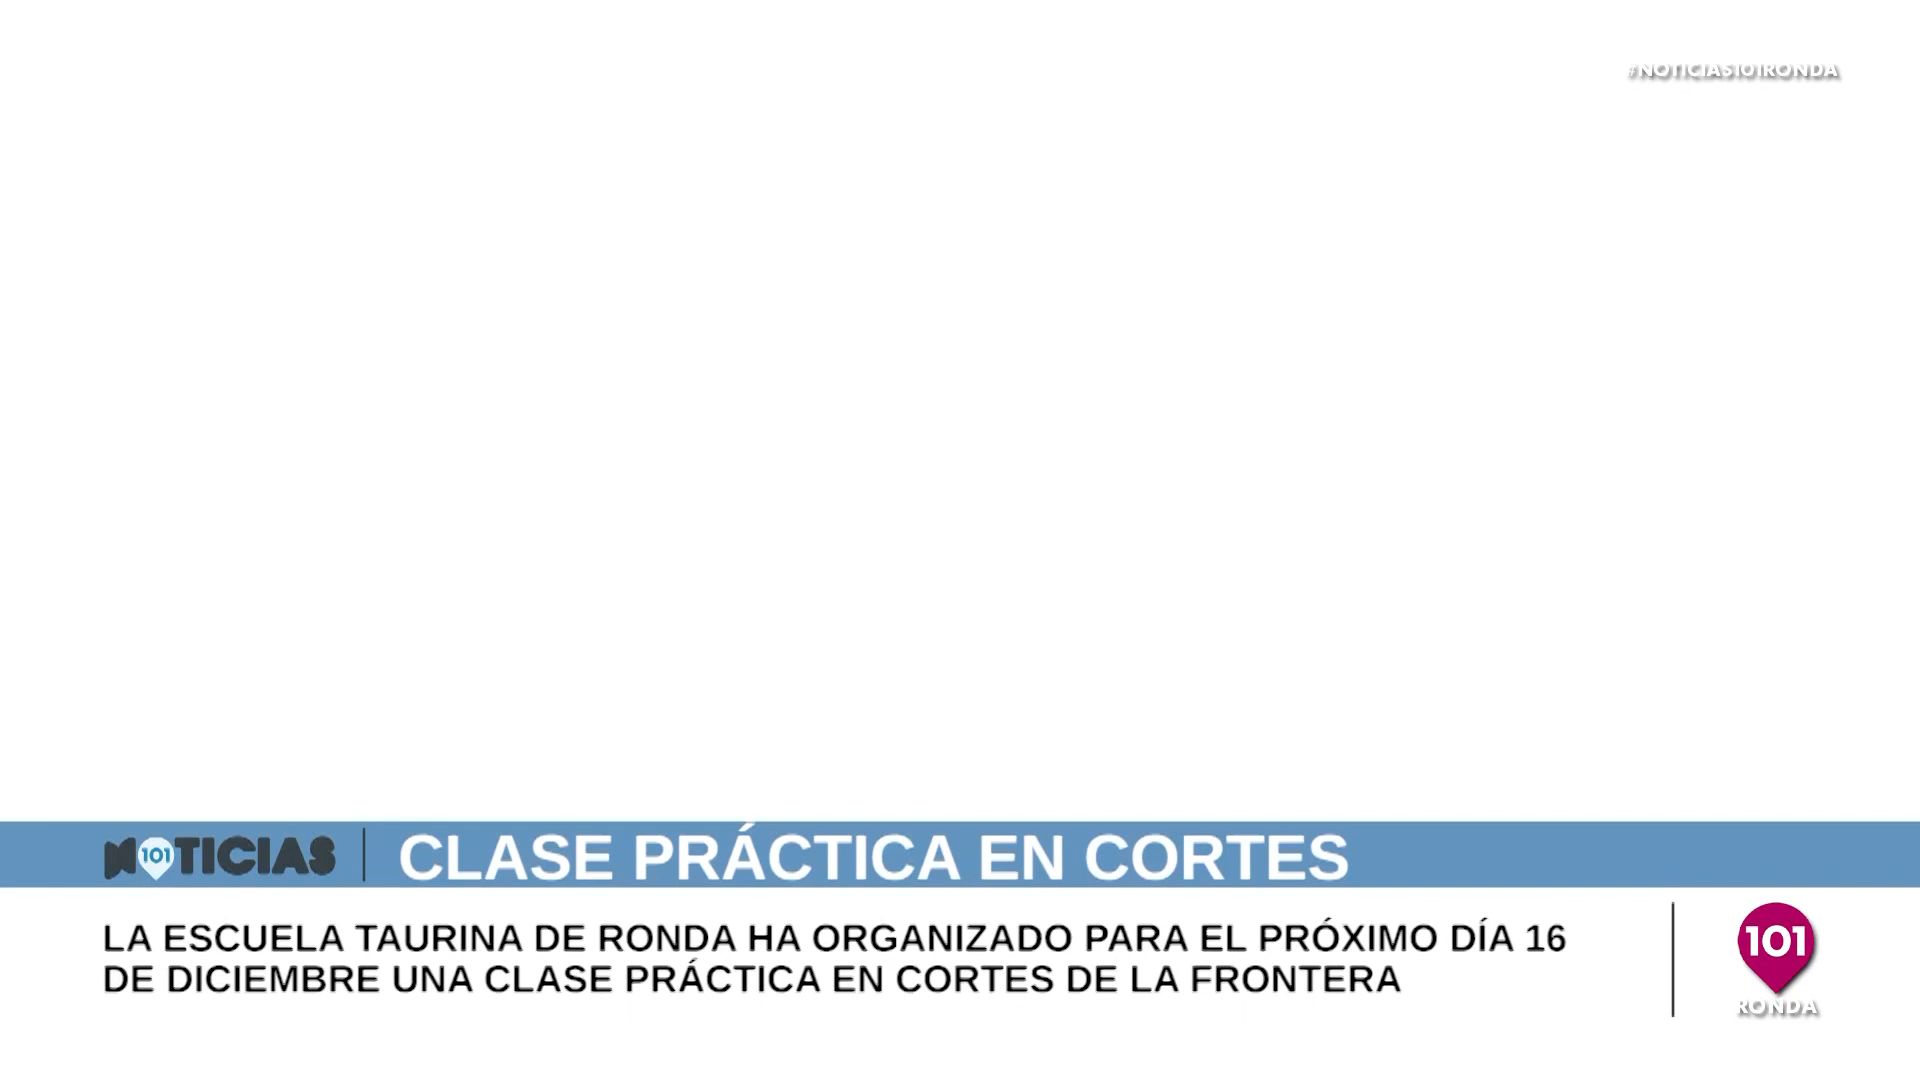 #NOTICIAS101RONDA
NOTICIAS
101
CLASE PRÁCTICA EN CORTES
LA ESCUELA TAURINA DE RONDA HA ORGANIZADO PARA EL PRÓXIMO DÍA 16
DE DICIEMBRE UNA CLASE PRÁCTICA EN CORTES DE LA FRONTERA
101
RONDA